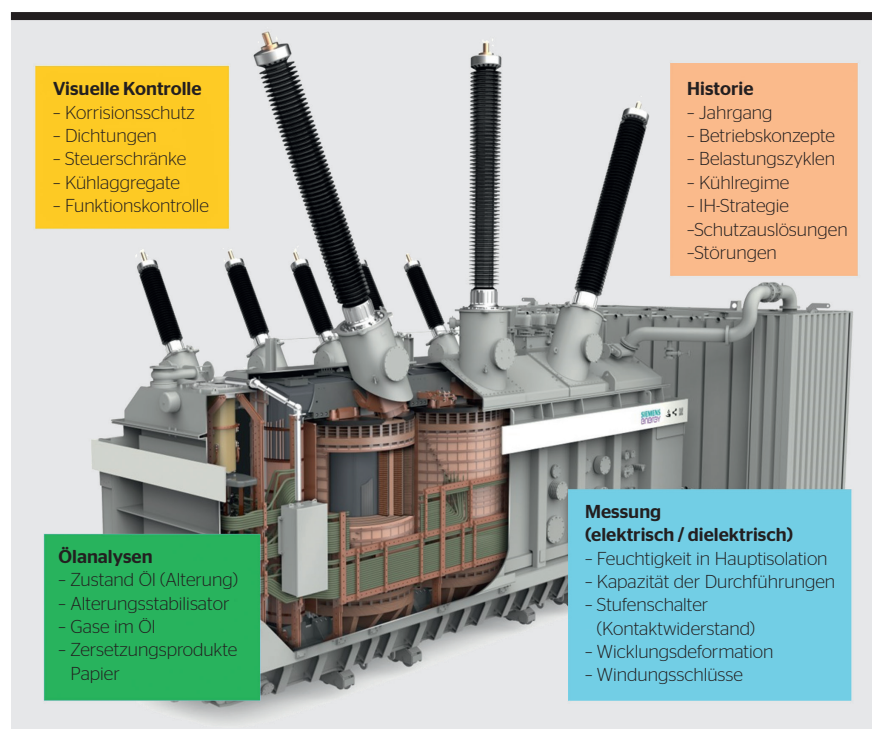 Visuelle Kontrolle
– Korrisionsschutz
– Dichtungen
– Steuerschränke
– Kühlaggregate
– Funktionskontrolle
Historie
– Jahrgang
– Betriebskonzepte
– Belastungszyklen
– Kühlregime
– IH-Strategie
–Schutzauslösungen
–Störungen
SIEMENS
energy
Ölanalysen
– Zustand Öl (Alterung)
– Alterungsstabilisator
– Gase im Öl
– Zersetzungsprodukte
Papier
Messung
(elektrisch / dielektrisch)
– Feuchtigkeit in Hauptisolation
– Kapazität der Durchführungen
– Stufenschalter
(Kontaktwiderstand)
– Wicklungsdeformation
– Windungsschlüsse